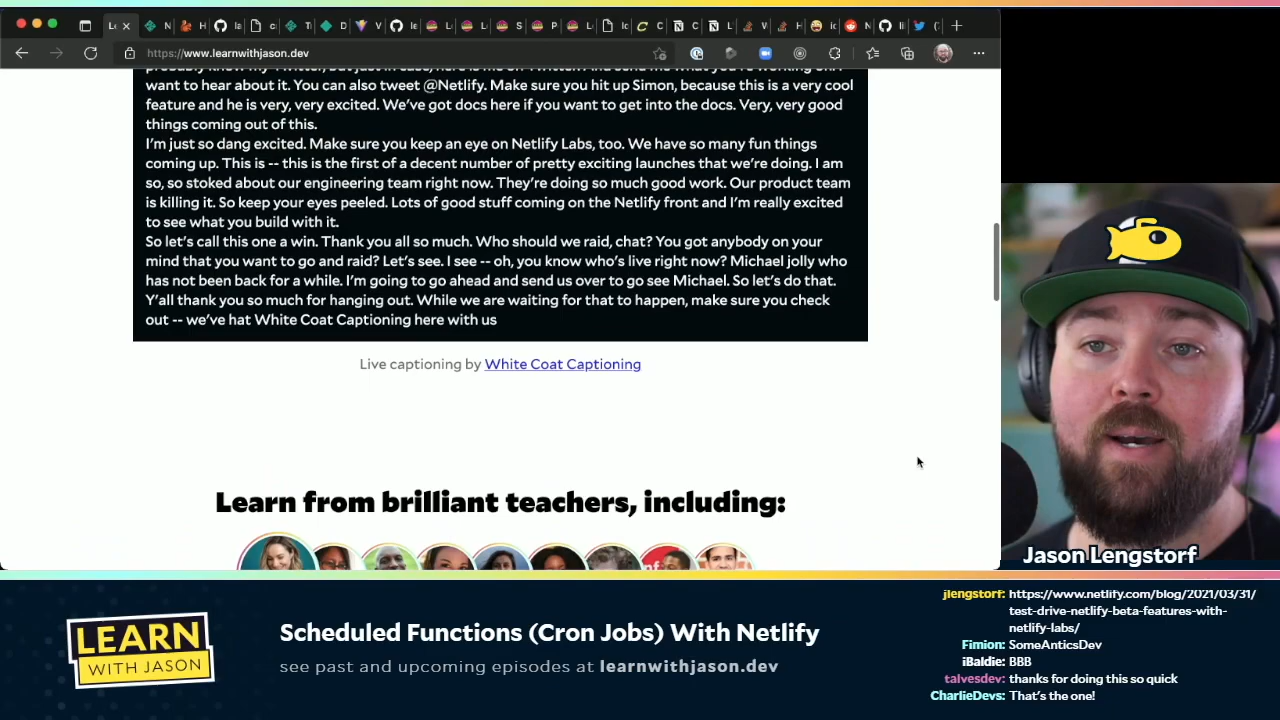 https://www.learnwithjason.dev
want to hear about it. You can also tweet @Netlify. Make sure you hit up Simon, because this is a very cool
feature and he is very, very excited. We've got docs here if you want to get into the docs. Very, very good
things coming out of this.
I'm just so dang excited. Make sure you keep an eye on Netlify Labs, too. We have so many fun things
coming up. This is -- this is the first of a decent number of pretty exciting launches that we're doing. I am
so, so stoked about our engineering team right now. They're doing so much good work. Our product team
is killing it. So keep your eyes peeled. Lots of good stuff coming on the Netlify front and I'm really excited
to see what you build with it.
So let's call this one a win. Thank you all so much. Who should we raid, chat? You got anybody on your
mind that you want to go and raid? Let's see. I see -- oh, you know who's live right now? Michael jolly who
has not been back for a while. I'm going to go ahead and send us over to go see Michael. So let's do that.
Y'all thank you so much for hanging out. While we are waiting for that to happen, make sure you check
out -- we've hat White Coat Captioning here with us
Live captioning by White Coat Captioning
Learn from brilliant teachers, including:
Jason Lengstorf
LEARN
WITH JASON
Scheduled Functions (Cron Jobs) With Netlify
see past and upcoming episodes at learnwithjason.dev
jlengstorf: https://www.netlify.com/blog/2021/03/31/
test-drive-netlify-beta-features-with-
netlify-labs/
Fimion: SomeAnticsDev
iBaldie: BBB
talvesdev: thanks for doing this so quick
CharlieDevs: That's the one!